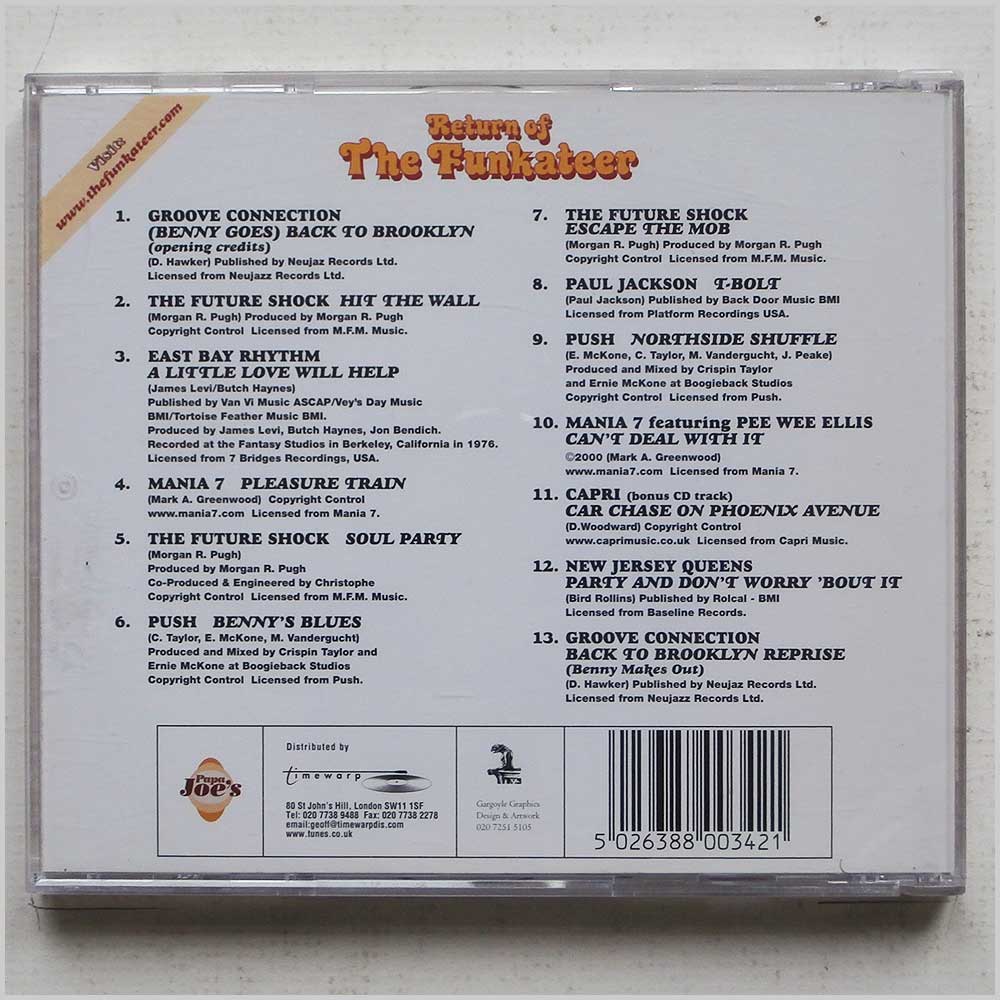 visit:
www.thefunkateer.com
Return of
The Funkateer
1. GROOVE CONNECTION
(BENNY GOES) BACK TO BROOKLYN
(opening credits)
(D. Hawker) Published by Neujaz Records Ltd.
Licensed from Neujazz Records Ltd.
2. THE FUTURE SHOCK HIT THE WALL
(Morgan R. Pugh) Produced by Morgan R. Pugh
Copyright Control Licensed from M.F.M. Music.
3. EAST BAY RHYTHM
A LITTLE LOVE WILL HELP
(James Levi/Butch Haynes)
Published by Van Vi Music ASCAP/Vey's Day Music
BMI/Tortoise Feather Music BMI.
Produced by James Levi, Butch Haynes, Jon Bendich.
Recorded at the Fantasy Studios in Berkeley, California in 1976.
Licensed from 7 Bridges Recordings, USA.
4. MANIA 7 PLEASURE TRAIN
(Mark A. Greenwood) Copyright Control
www.mania7.com Licensed from Mania 7.
5. THE FUTURE SHOCK SOUL PARTY
(Morgan R. Pugh)
Produced by Morgan R. Pugh
Co-Produced & Engineered by Christophe
Copyright Control Licensed from M.F.M. Music.
6. PUSH BENNY'S BLUES
(C. Taylor, E. McKone, M. Vandergucht)
Produced and Mixed by Crispin Taylor and
Ernie McKone at Boogieback Studios
Copyright Control Licensed from Push.
7. THE FUTURE SHOCK
ESCAPE THE MOB
(Morgan R. Pugh) Produced by Morgan R. Pugh
Copyright Control Licensed from M.F.M. Music.
8. PAUL JACKSON T-BOLT
(Paul Jackson) Published by Back Door Music BMI
Licensed from Platform Recordings USA.
9. PUSH NORTHSIDE SHUFFLE
(E. McKone, C. Taylor, M. Vandergucht, J. Peake)
Produced and Mixed by Crispin Taylor
and Ernie McKone at Boogieback Studios
Copyright Control Licensed from Push.
10. MANIA 7 featuring PEE WEE ELLIS
CAN'T DEAL WITH IT
©2000 (Mark A. Greenwood)
www.mania7.com Licensed from Mania 7.
11. CAPRI (bonus CD track)
CAR CHASE ON PHOENIX AVENUE
(D.Woodward) Copyright Control
www.caprimusic.co.uk Licensed from Capri Music.
12. NEW JERSEY QUEENS
PARTY AND DON'T WORRY 'BOUT IT
(Bird Rollins) Published by Rolcal - BMI
Licensed from Baseline Records.
13. GROOVE CONNECTION
BACK TO BROOKLYN REPRISE
(Benny Makes Out)
(D. Hawker) Published by Neujaz Records Ltd.
Licensed from Neujazz Records Ltd.
Papa
Joe's
Distributed by
timewarp
80 St John's Hill, London SW11 1SF
Tel: 020 7738 9488 Fax: 020 7738 2278
email:geoff@timewarpdis.com
www.tunes.co.uk
Gargoyle Graphics
Design & Artwork
020 7251 5105
5 026388 003421